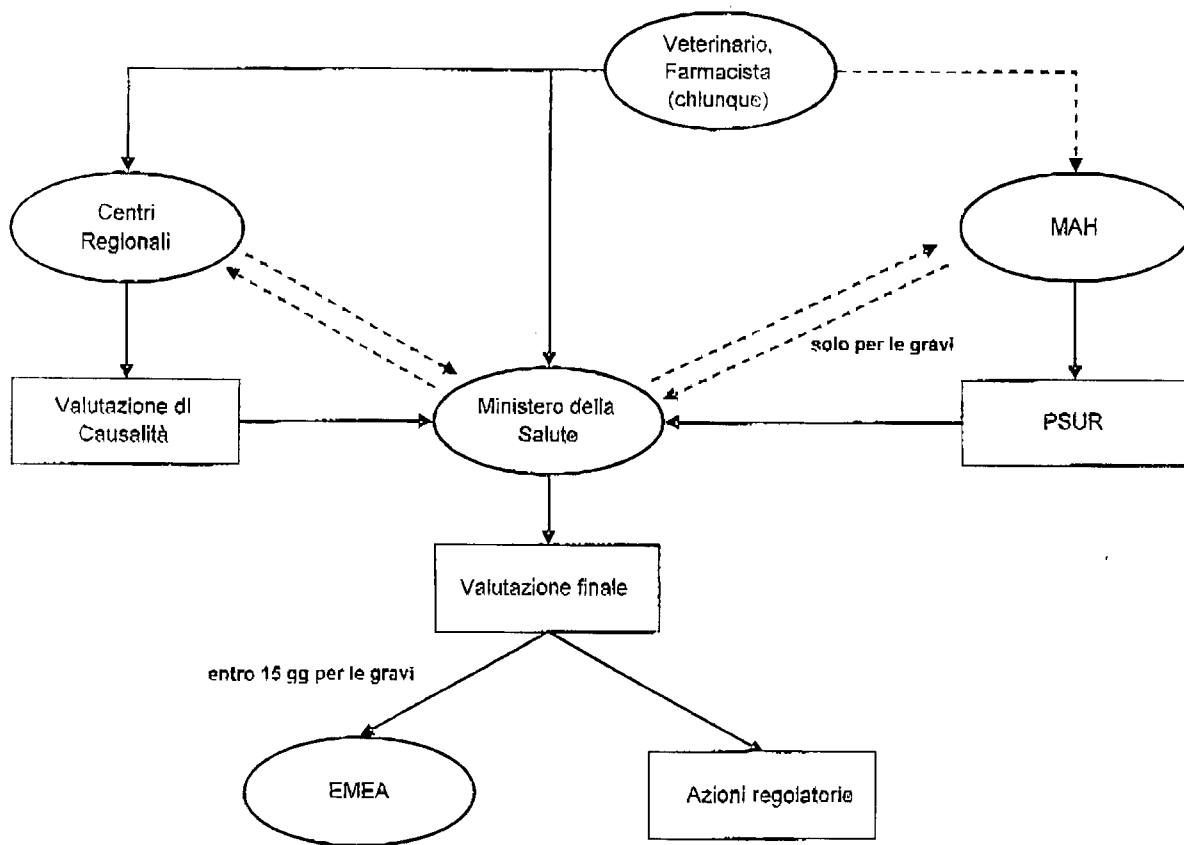 Veterinario,
Farmacista
(chiunque)
Centri
Regionali
MAH
solo per le gravi
Valutazione di
Causalità
Ministero della
Salute
PSUR
Valutazione finale
entro 15 gg per le gravi
EMEA
Azioni regolatorie